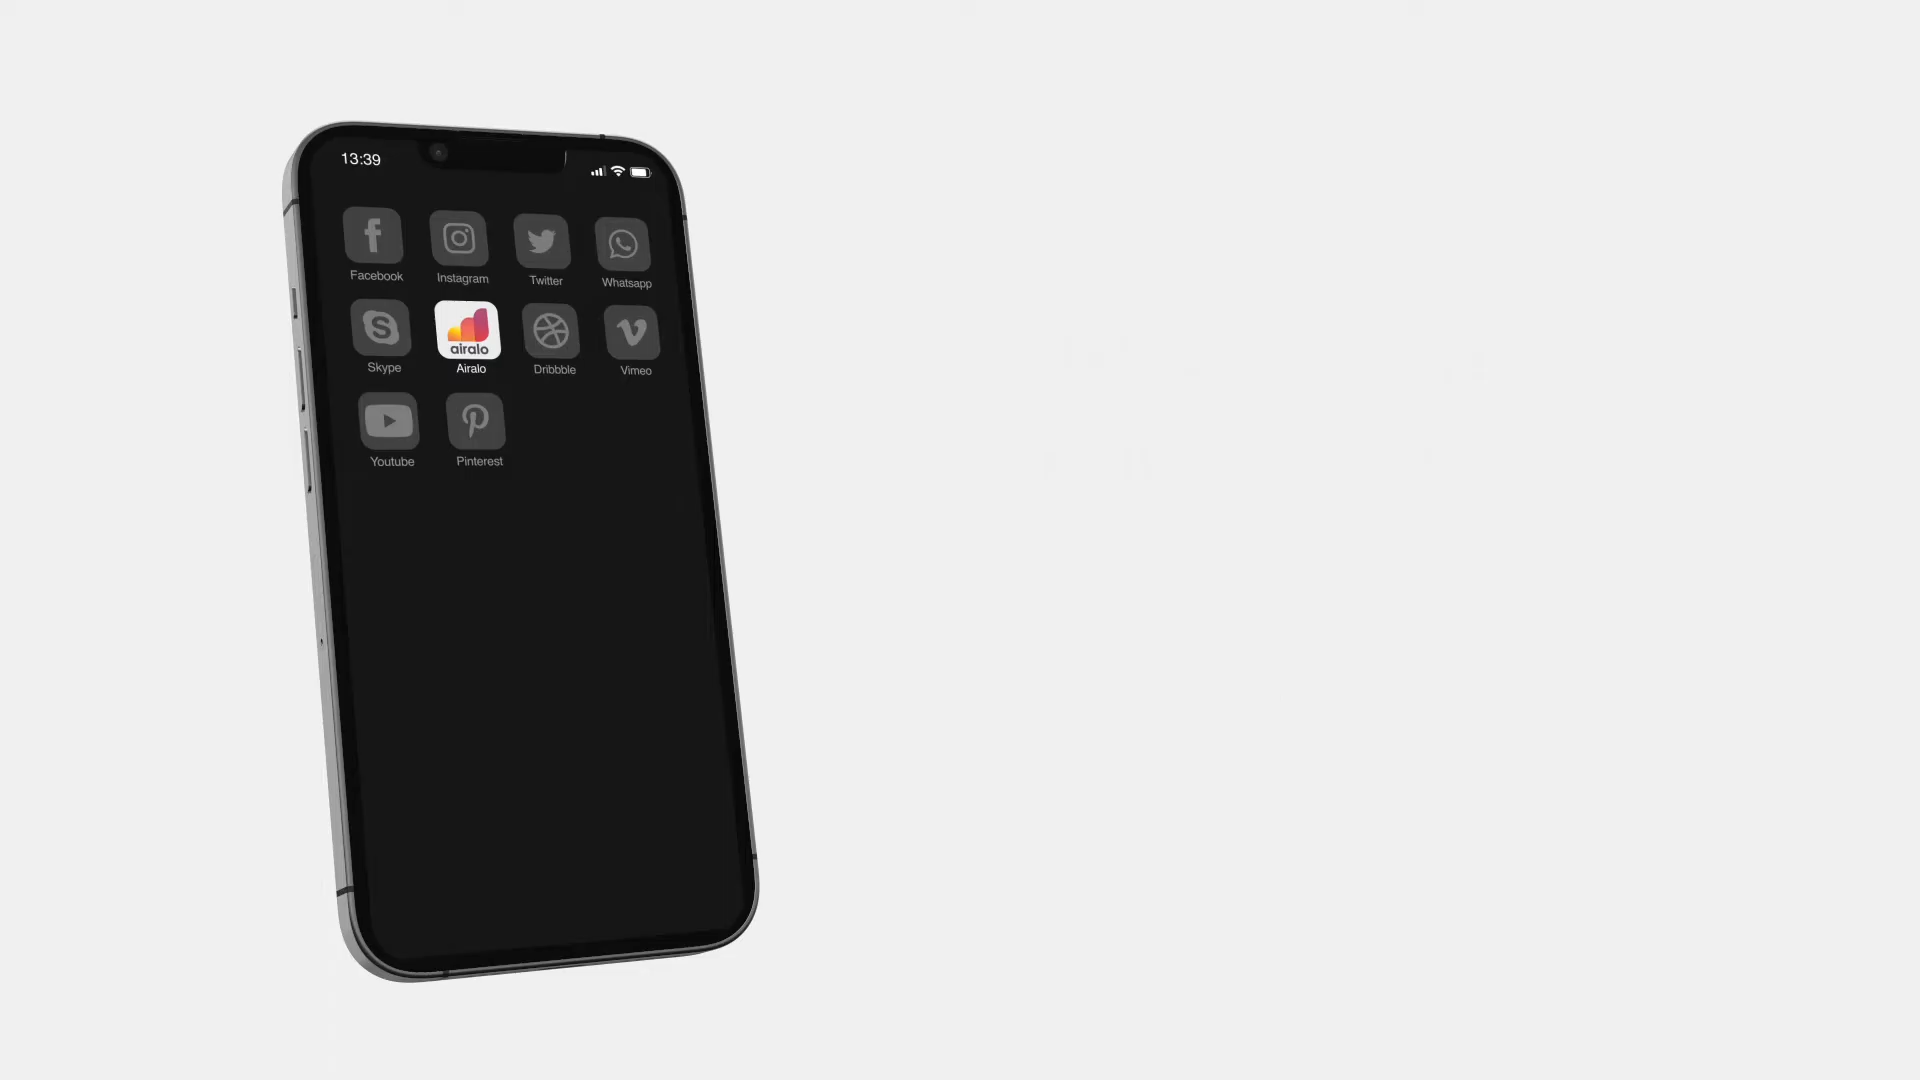 13:39
Facebook Instagram Twitter Whatsapp
airalo
Skype Airalo Dribbble Vimeo
Youtube Pinterest